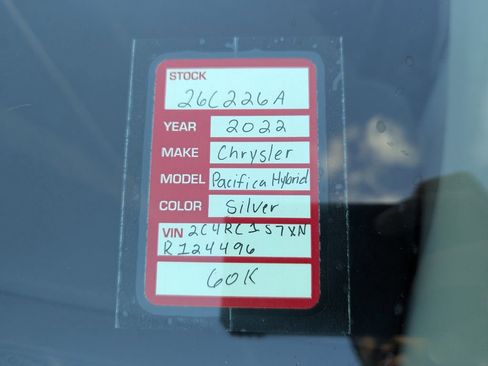 STOCK
26C226A
YEAR 2022
MAKE Chrysler
MODEL Pacifica Hybrid
COLOR Silver
VIN 2C4RC1S7XN
R124496
60K